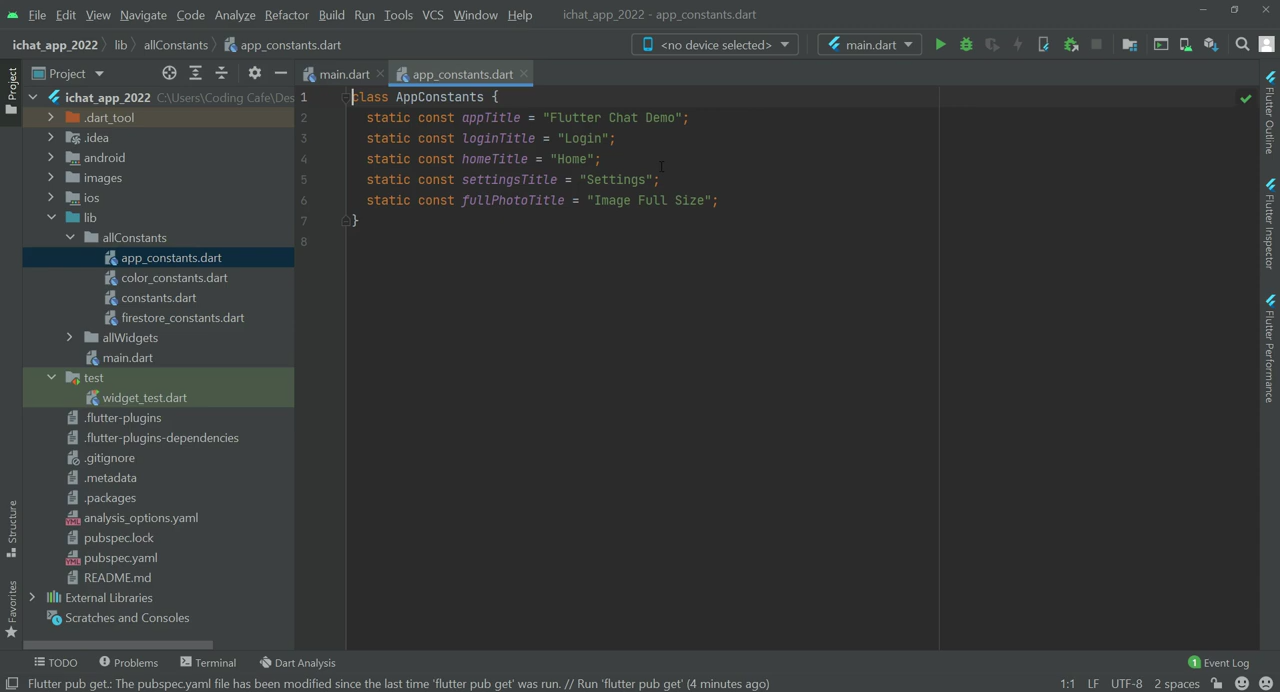 File Edit View Navigate Code Analyze Refactor Build Run Tools VCS Window Help ichat_app_2022 - app_constants.dart
ichat_app_2022 lib allConstants app_constants.dart <no device selected> main.dart
Project main.dart app_constants.dart
Project
ichat_app_2022 C:\Users\Coding Cafe\Des
.dart_tool
.idea
android
images
ios
lib
allConstants
app_constants.dart
color_constants.dart
constants.dart
firestore_constants.dart
allWidgets
main.dart
test
widget_test.dart
.flutter-plugins
.flutter-plugins-dependencies
.gitignore
.metadata
.packages
analysis_options.yaml
pubspec.lock
pubspec.yaml
README.md
External Libraries
Scratches and Consoles
Structure
Favorites
1 class AppConstants {
2 static const appTitle = "Flutter Chat Demo";
3 static const loginTitle = "Login";
4 static const homeTitle = "Home";
5 static const settingsTitle = "Settings";
6 static const fullPhotoTitle = "Image Full Size";
7 }
8
Flutter Outline
Flutter Inspector
Flutter Performance
TODO Problems Terminal Dart Analysis 1 Event Log
Flutter pub get.: The pubspec.yaml file has been modified since the last time 'flutter pub get' was run. // Run 'flutter pub get' (4 minutes ago) 1:1 LF UTF-8 2 spaces